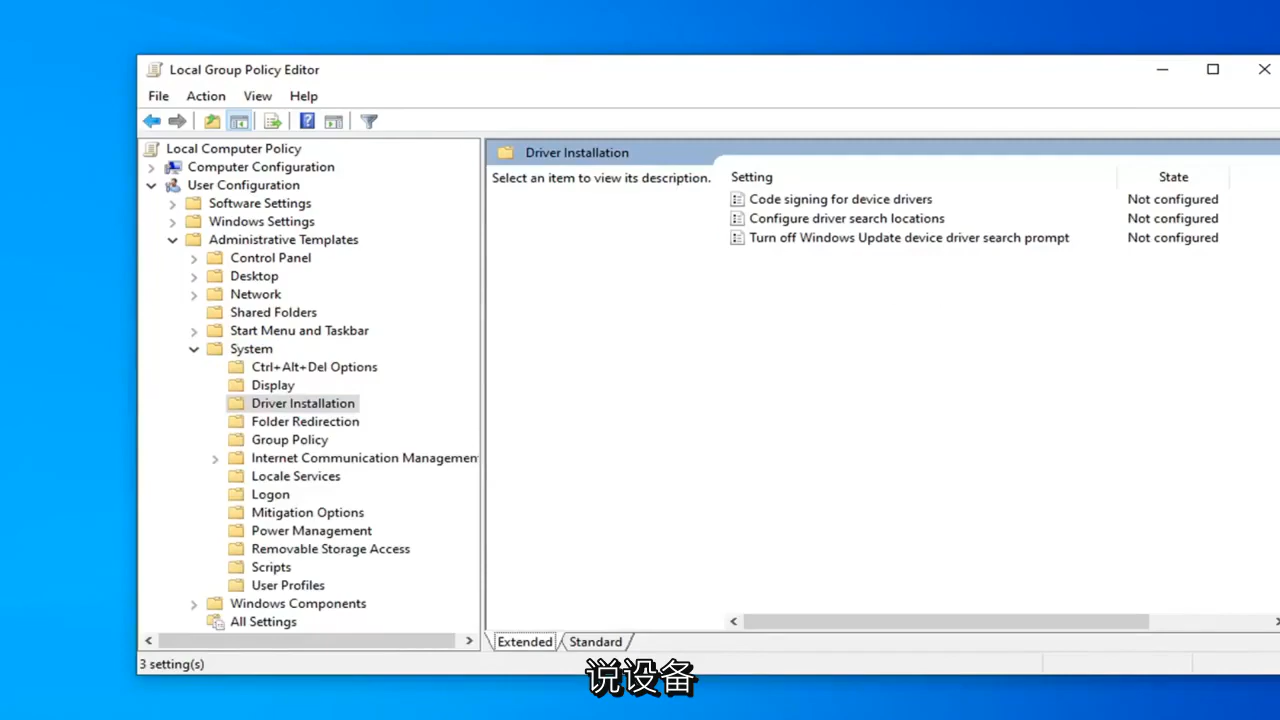 Local Group Policy Editor
File Action View Help
Local Computer Policy
Computer Configuration
User Configuration
Software Settings
Windows Settings
Administrative Templates
Control Panel
Desktop
Network
Shared Folders
Start Menu and Taskbar
System
Ctrl+Alt+Del Options
Display
Driver Installation
Folder Redirection
Group Policy
Internet Communication Managemen
Locale Services
Logon
Mitigation Options
Power Management
Removable Storage Access
Scripts
User Profiles
Windows Components
All Settings
Driver Installation
Select an item to view its description.
Setting State
Code signing for device drivers Not configured
Configure driver search locations Not configured
Turn off Windows Update device driver search prompt Not configured
Extended Standard
3 setting(s)
说设备